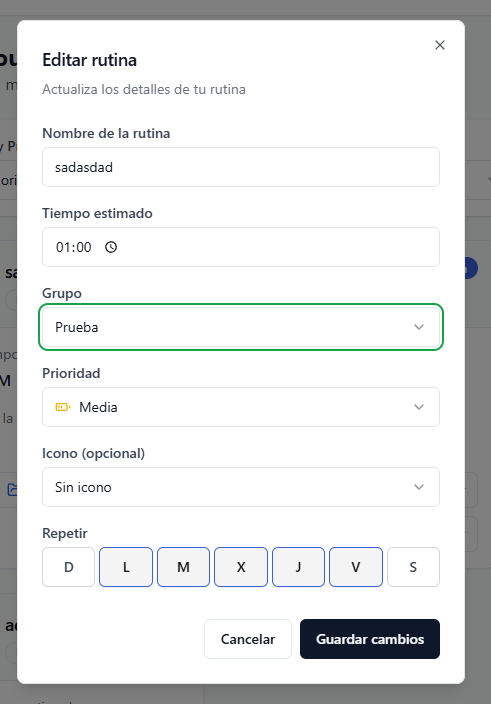 Editar rutina
Actualiza los detalles de tu rutina
Nombre de la rutina
sadasdad
Tiempo estimado
01:00
Grupo
Prueba
Prioridad
Media
Icono (opcional)
Sin icono
Repetir
D L M X J V S
Cancelar Guardar cambios